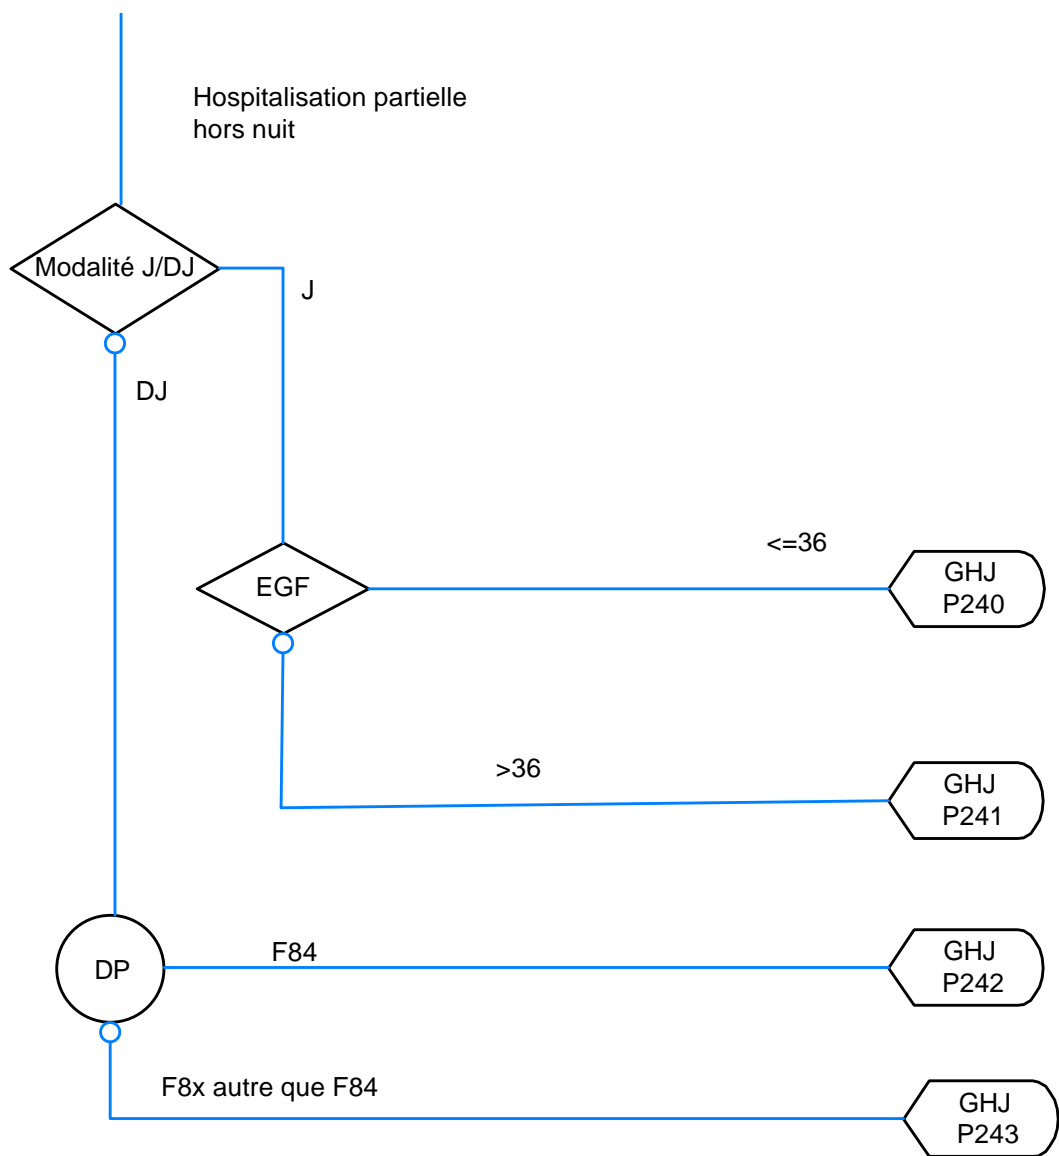 Hospitalisation partielle
hors nuit
Modalité J/DJ
J
DJ
<=36
EGF
GHJ
P240
>36
GHJ
P241
F84
DP
GHJ
P242
F8x autre que F84
GHJ
P243